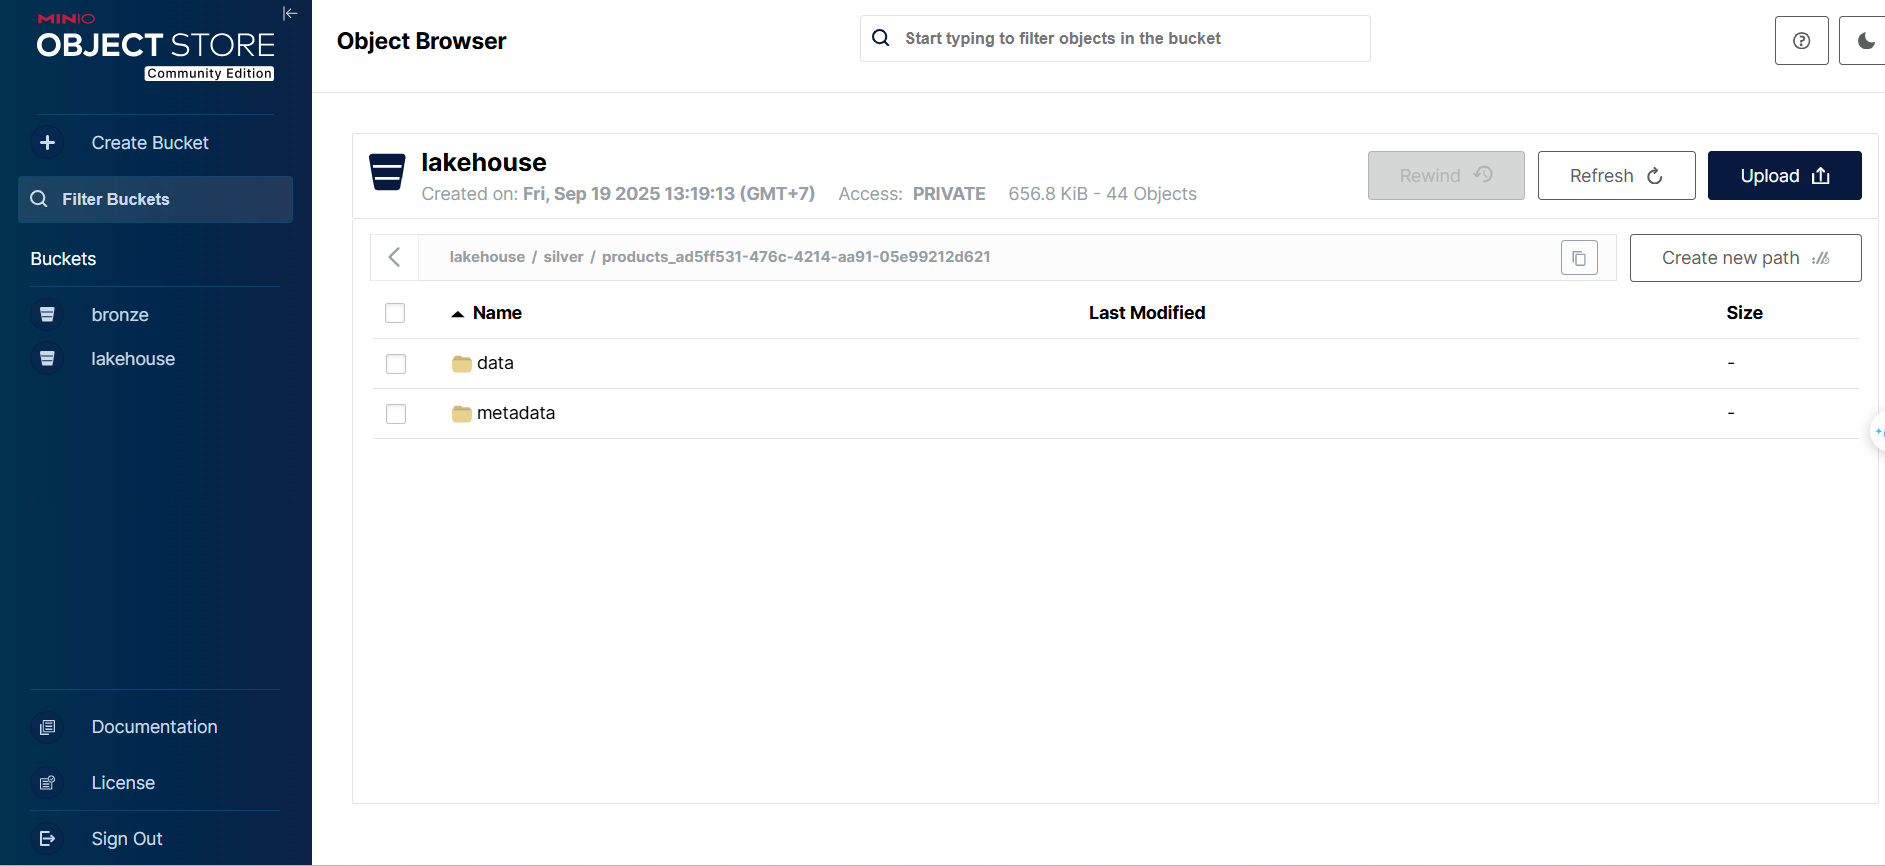 MINIO
OBJECT STORE
Community Edition
Create Bucket
Filter Buckets
Buckets
bronze
lakehouse
Documentation
License
Sign Out
Object Browser
Start typing to filter objects in the bucket
lakehouse
Created on: Fri, Sep 19 2025 13:19:13 (GMT+7) Access: PRIVATE 656.8 KiB - 44 Objects
Rewind
Refresh
Upload
lakehouse / silver / products_ad5ff531-476c-4214-aa91-05e99212d621
Create new path
Name Last Modified Size
data -
metadata -